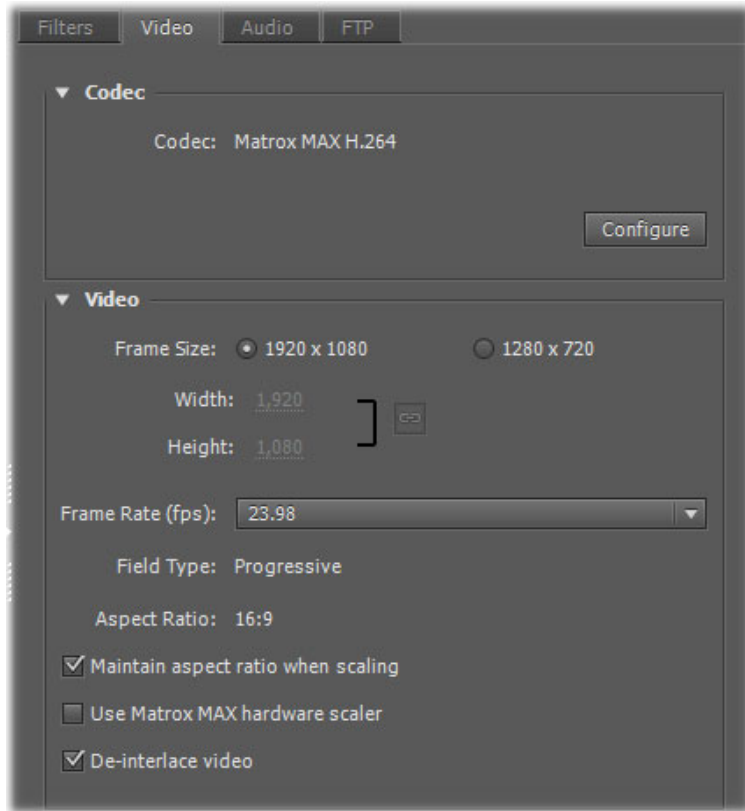 Filters Video Audio FTP
Codec
Codec: Matrox MAX H.264
Configure
Video
Frame Size: 1920 x 1080 1280 x 720
Width: 1,920
Height: 1,080
Frame Rate (fps): 23.98
Field Type: Progressive
Aspect Ratio: 16:9
Maintain aspect ratio when scaling
Use Matrox MAX hardware scaler
De-interlace video